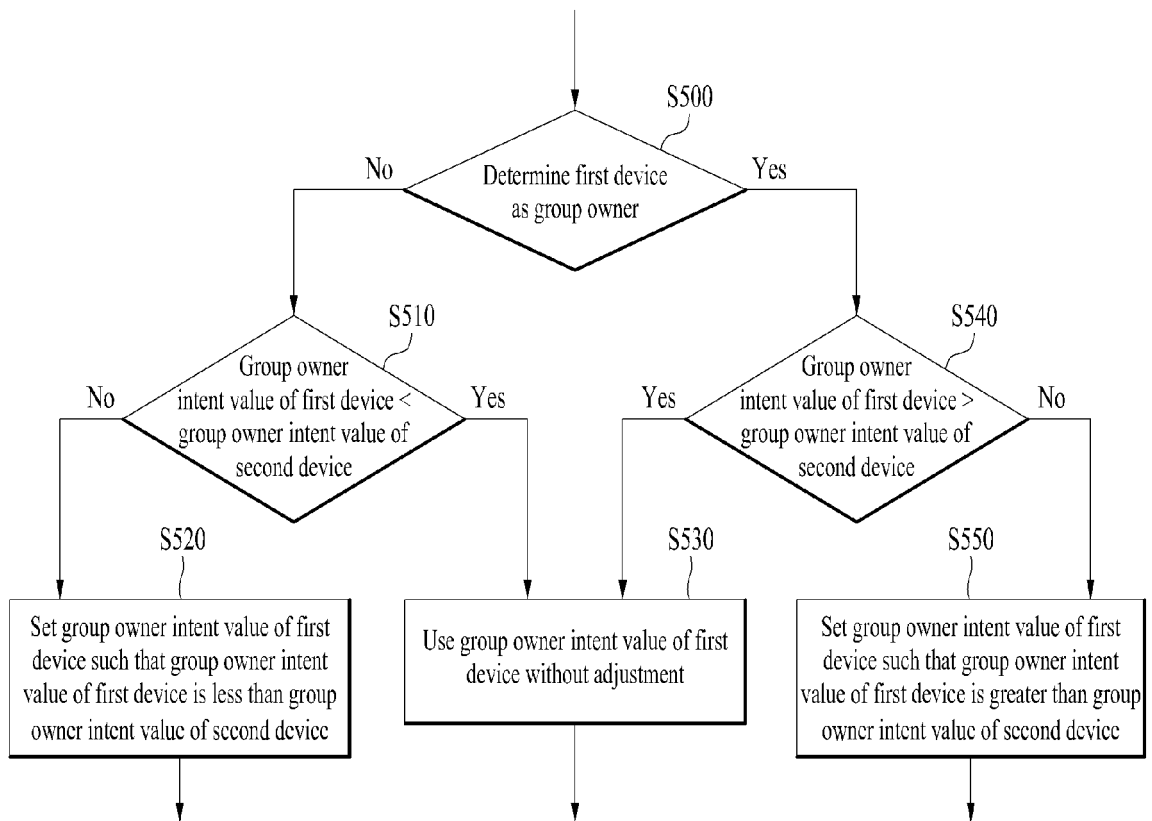 S500
No
Yes
Determine first device
as group owner
S510
S540
Group owner
intent value of first device <
group owner intent value of
second device
No
Yes
Group owner
intent value of first device >
group owner intent value of
second device
Yes
No
S520
S530
S550
Set group owner intent value of first
device such that group owner intent
value of first device is less than group
owner intent value of second device
Use group owner intent value of first
device without adjustment
Set group owner intent value of first
device such that group owner intent
value of first device is greater than group
owner intent value of second device